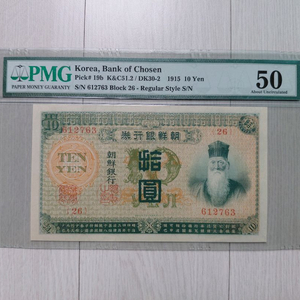 PMG
PAPER MONEY GUARANTY
Korea, Bank of Chosen
Pick# 19b K&C51.2 / DK30-2 1915 10 Yen
S/N 612763 Block 26 - Regular Style S/N
50
About Uncirculated
券行銀鮮朝
612763
{26}
TEN
YEN
朝鮮銀行
拾
圓
{26}
612763